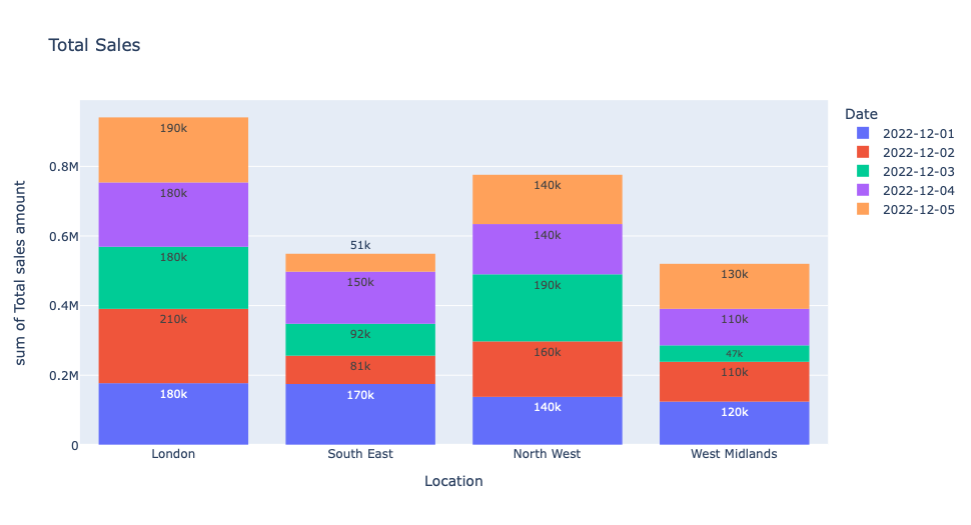 Total Sales
sum of Total sales amount
0.8M
0.6M
0.4M
0.2M
0
190k
180k
180k
210k
180k
51k
150k
92k
81k
170k
140k
140k
190k
160k
140k
130k
110k
47k
110k
120k
London
South East
North West
West Midlands
Location
Date
2022-12-01
2022-12-02
2022-12-03
2022-12-04
2022-12-05